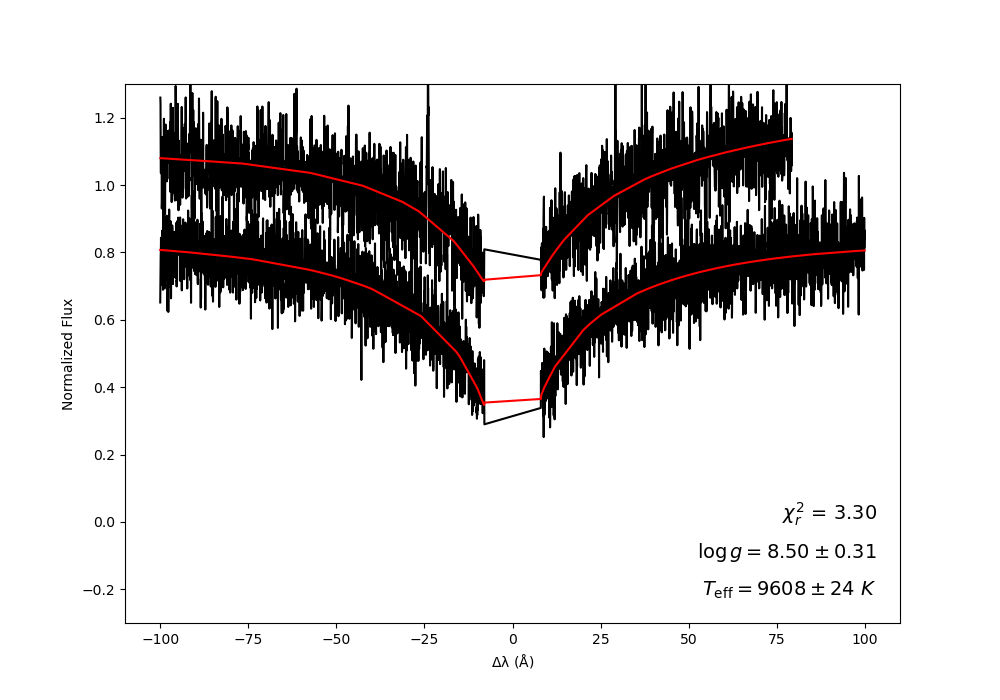 1.2
1.0
0.8
0.6
0.4
0.2
0.0
−0.2
Normalized Flux
χ²ᵣ = 3.30
log g = 8.50 ± 0.31
T_eff = 9608 ± 24 K
−100 −75 −50 −25 0 25 50 75 100
Δλ (Å)